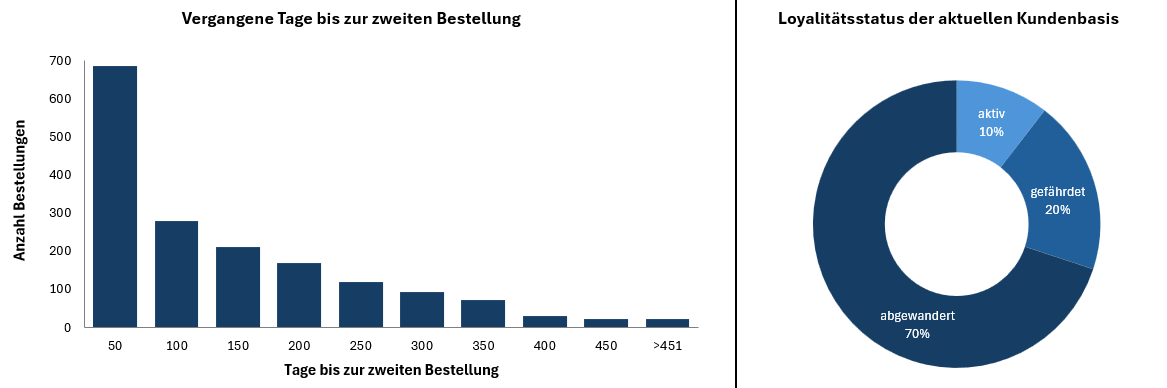 Vergangene Tage bis zur zweiten Bestellung
Anzahl Bestellungen
700
600
500
400
300
200
100
0
50 100 150 200 250 300 350 400 450 >451
Tage bis zur zweiten Bestellung
Loyalitätsstatus der aktuellen Kundenbasis
aktiv
10%
gefährdet
20%
abgewandert
70%